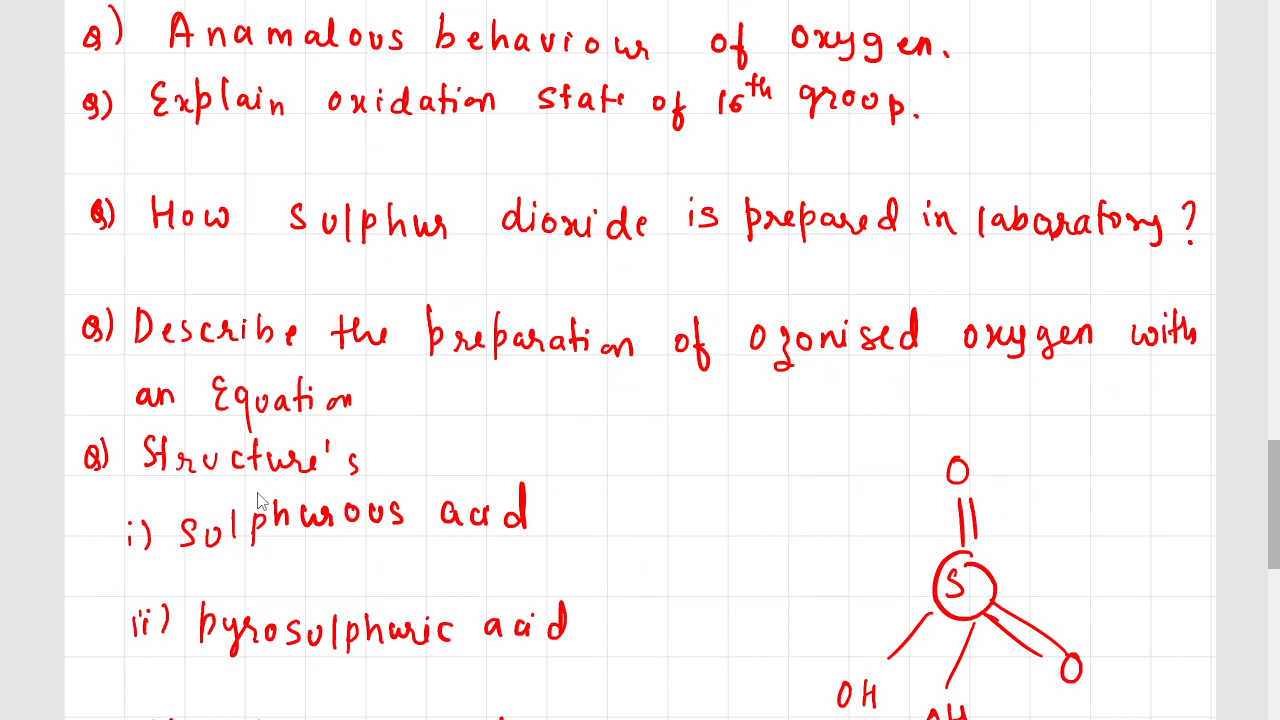 Q) Anamalous behaviour of oxygen.
Q) Explain oxidation state of 16th group.
Q) How sulphur dioxide is prepared in laboratory?
Q) Describe the preparation of ozonised oxygen with
an Equation
Q) Structure's
i) Sulphurous acid
ii) pyrosulphuric acid
O
S
O
OH
OH